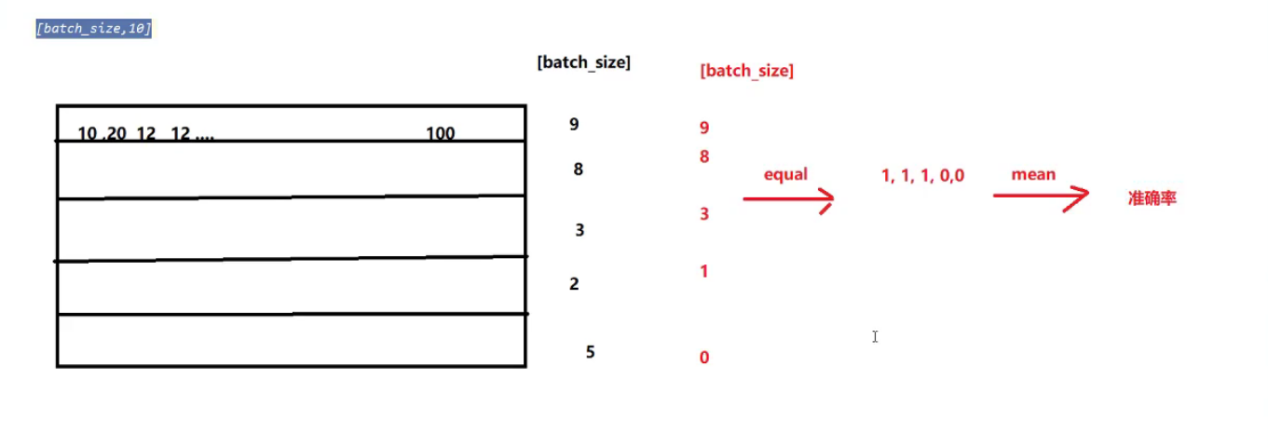 [batch_size,10]
[batch_size]
[batch_size]
10 .20 12 12 .... 100
9
8
3
2
5
9
8
3
1
0
equal
1, 1, 1, 0,0
mean
准确率